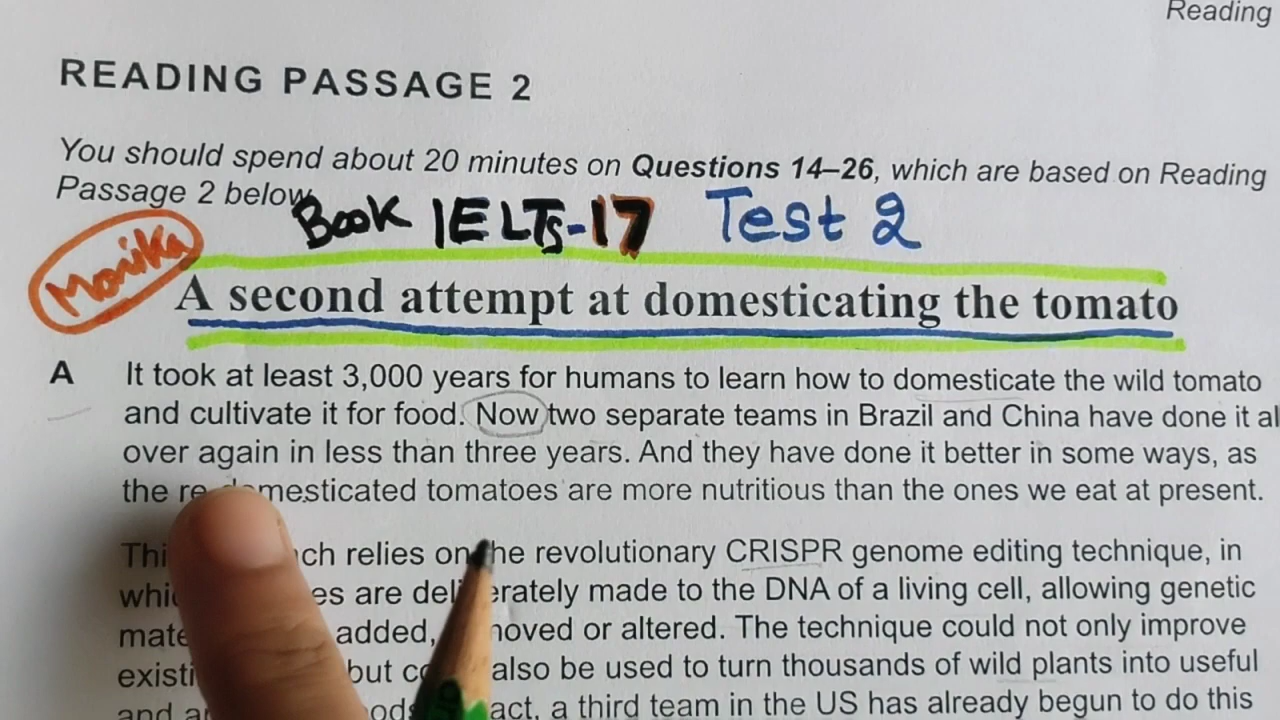 Reading
READING PASSAGE 2
You should spend about 20 minutes on Questions 14–26, which are based on Reading
Passage 2 below
Book IELTS-17 Test 2
Monika
A second attempt at domesticating the tomato
A It took at least 3,000 years for humans to learn how to domesticate the wild tomato
and cultivate it for food. Now two separate teams in Brazil and China have done it al
over again in less than three years. And they have done it better in some ways, as
the re-domesticated tomatoes are more nutritious than the ones we eat at present.
relies on the revolutionary CRISPR genome editing technique, in
are deliberately made to the DNA of a living cell, allowing genetic
added, removed or altered. The technique could not only improve
but also be used to turn thousands of wild plants into useful
and a third team in the US has already begun to do this